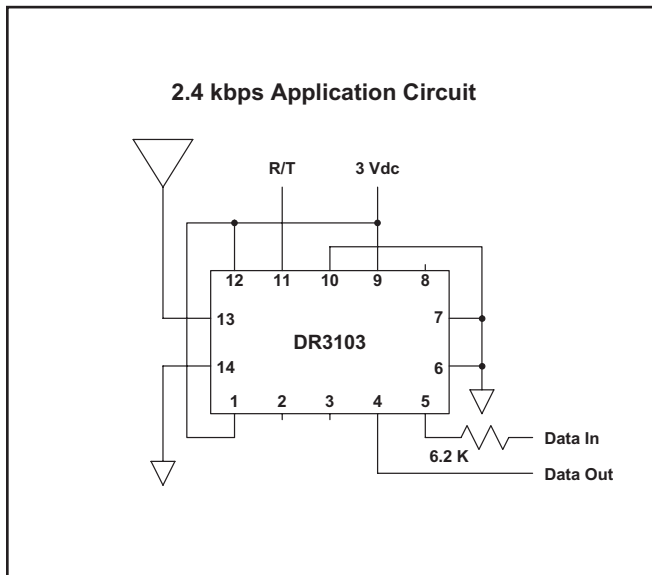 2.4 kbps Application Circuit
R/T
3 Vdc
12
11
10
9
8
13
7
DR3103
14
6
1
2
3
4
5
6.2 K
Data In
Data Out